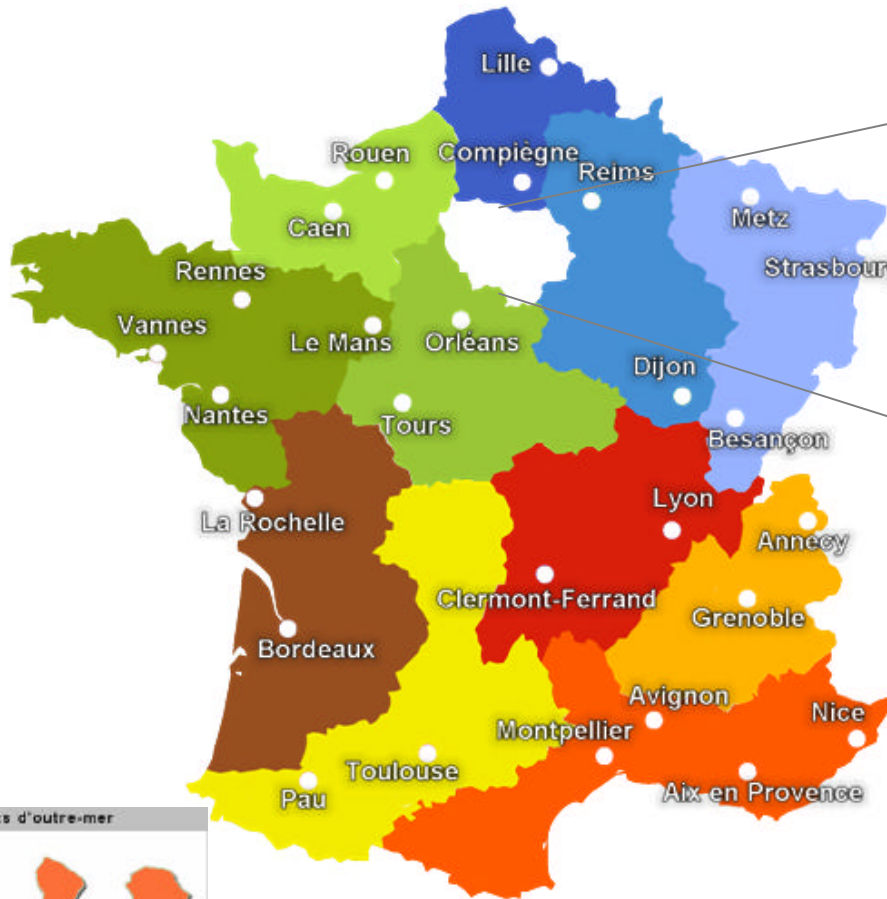 Lille
Rouen
Compiègne
Reims
Metz
Caen
Rennes
Strasbour
Vannes
Le Mans
Orléans
Dijon
Nantes
Tours
Besançon
Lyon
La Rochelle
Annecy
Clermont-Ferrand
Grenoble
Bordeaux
Avignon
Nice
Montpellier
Toulouse
Pau
Aix en Provence
ts d'outre-mer